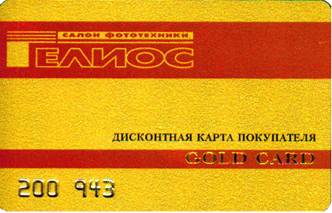 САЛОН ФОТОТЕХНИКИ
ГЕЛИОС
ДИСКОНТНАЯ КАРТА ПОКУПАТЕЛЯ
GOLD CARD
200 943